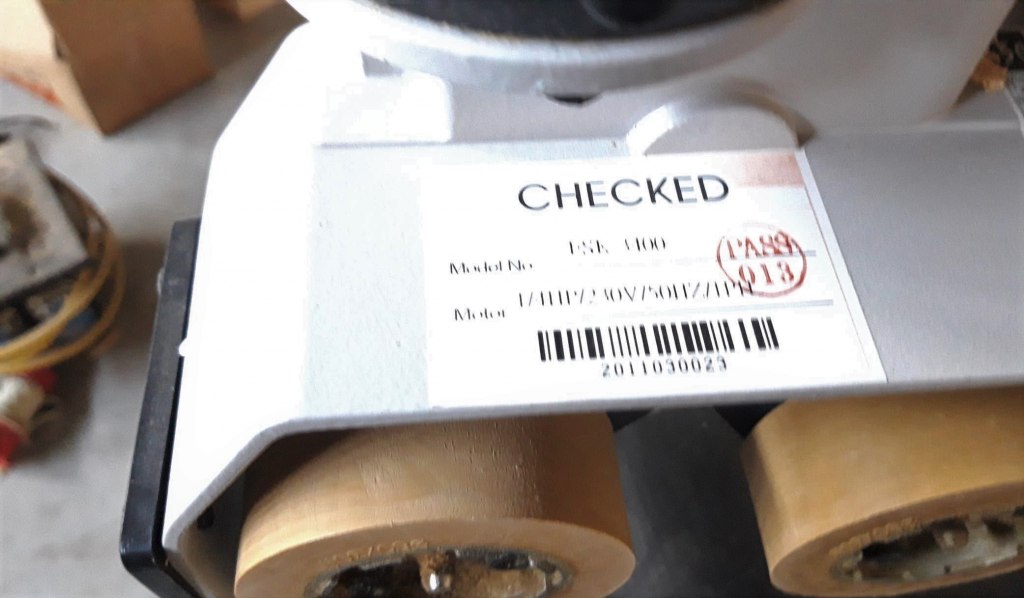 CHECKED
Model No
PASS
013
Motor 1/4HP/230V/50HZ/1PH
2011030023